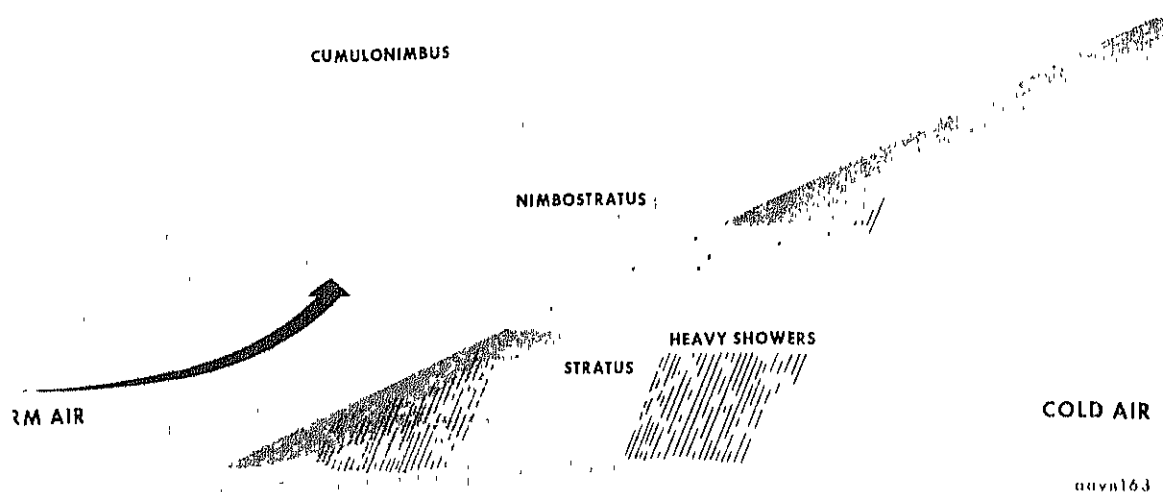 CUMULONIMBUS
NIMBOSTRATUS
HEAVY SHOWERS
STRATUS
RM AIR
COLD AIR